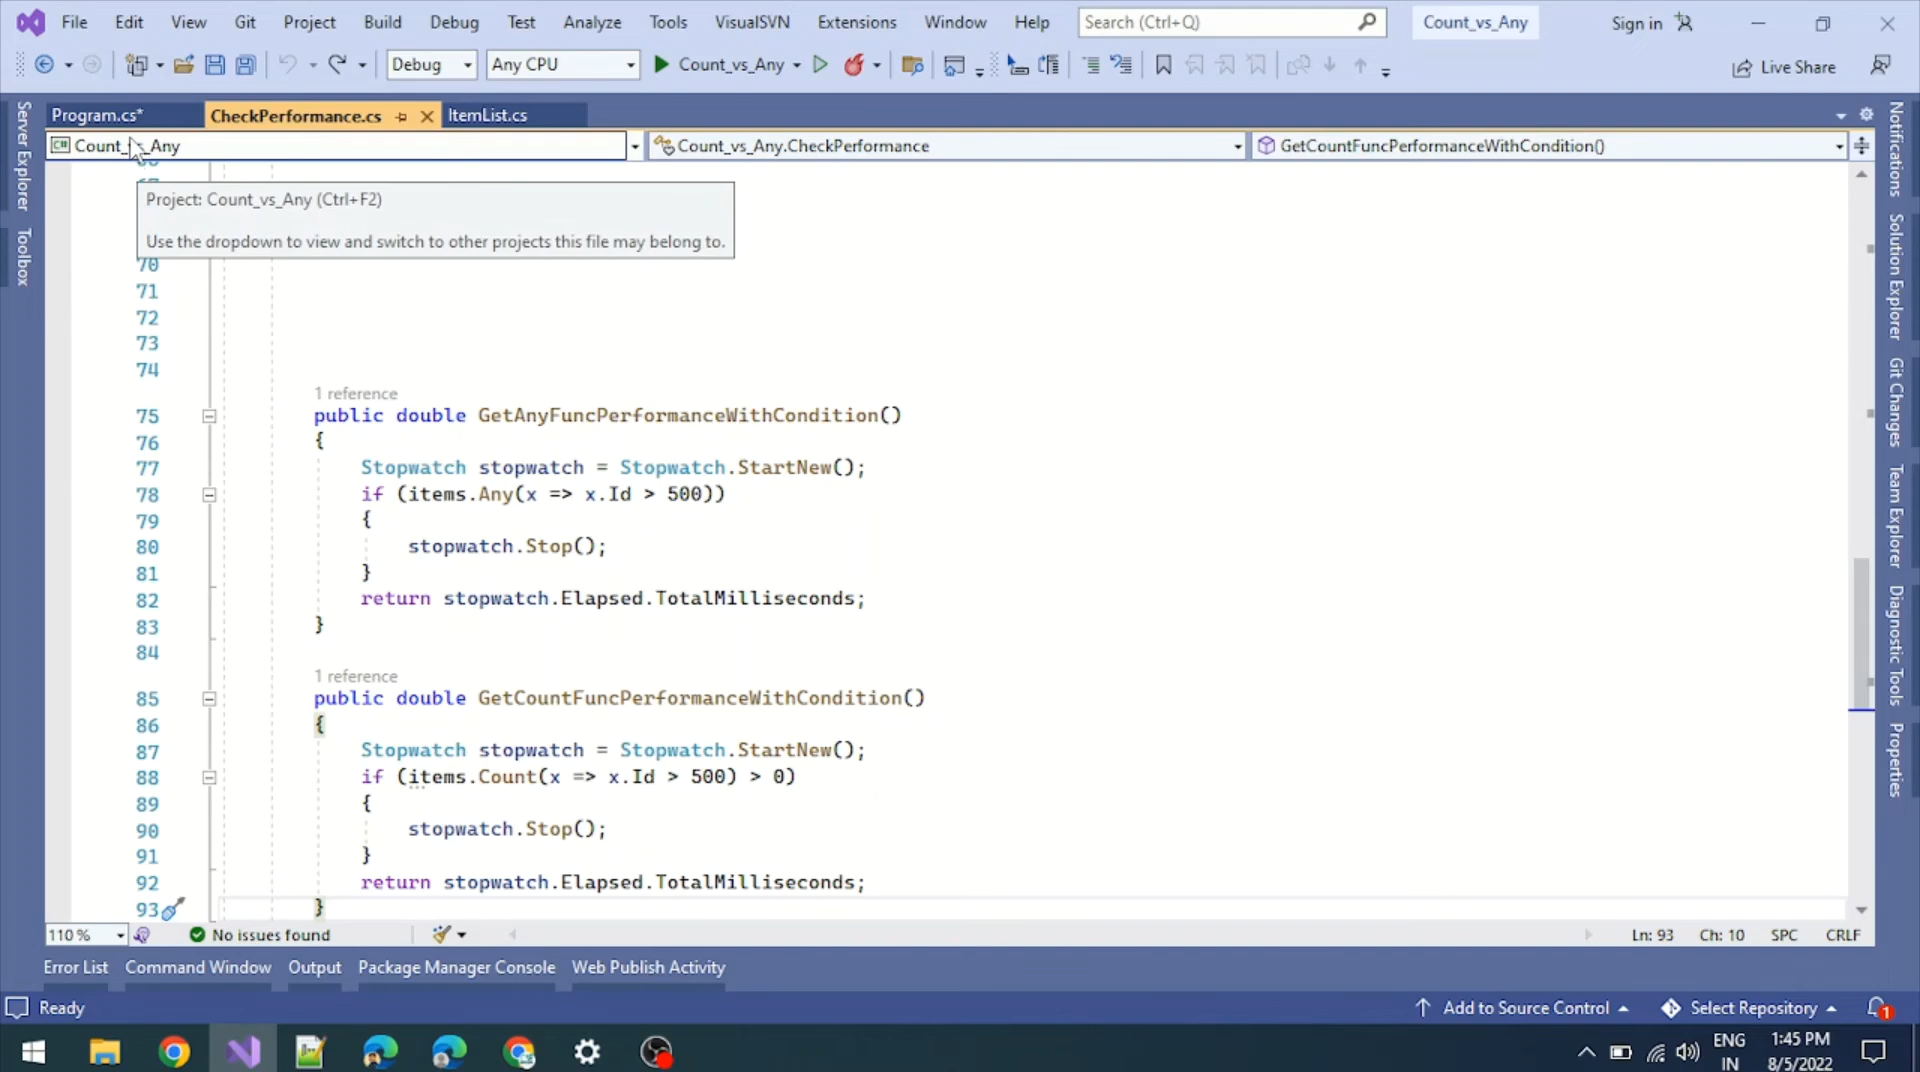 File Edit View Git Project Build Debug Test Analyze Tools VisualSVN Extensions Window Help Search (Ctrl+Q) Count_vs_Any Sign in
Debug Any CPU Count_vs_Any Live Share
Program.cs* CheckPerformance.cs ItemList.cs
Count_vs_Any Count_vs_Any.CheckPerformance GetCountFuncPerformanceWithCondition()
Server Explorer
Toolbox
Project: Count_vs_Any (Ctrl+F2)
Use the dropdown to view and switch to other projects this file may belong to.
70
71
72
73
74
1 reference
75 public double GetAnyFuncPerformanceWithCondition()
76 {
77 Stopwatch stopwatch = Stopwatch.StartNew();
78 if (items.Any(x => x.Id > 500))
79 {
80 stopwatch.Stop();
81 }
82 return stopwatch.Elapsed.TotalMilliseconds;
83 }
84
1 reference
85 public double GetCountFuncPerformanceWithCondition()
86 {
87 Stopwatch stopwatch = Stopwatch.StartNew();
88 if (items.Count(x => x.Id > 500) > 0)
89 {
90 stopwatch.Stop();
91 }
92 return stopwatch.Elapsed.TotalMilliseconds;
93 }
Notifications
Solution Explorer
Git Changes
Team Explorer
Diagnostic Tools
Properties
110 % No issues found Ln: 93 Ch: 10 SPC CRLF
Error List Command Window Output Package Manager Console Web Publish Activity
Ready Add to Source Control Select Repository 1
ENG 1:45 PM
IN 8/5/2022